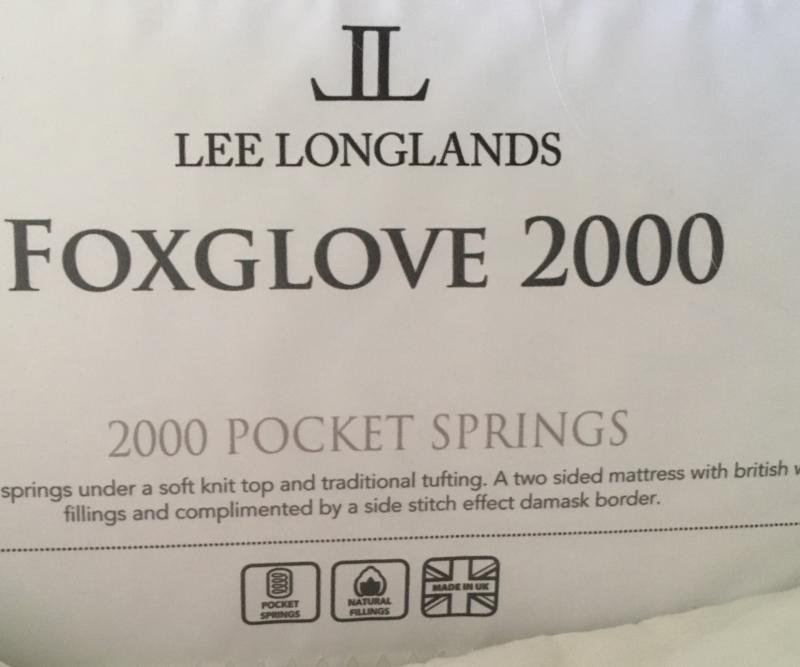 LL
LEE LONGLANDS
FOXGLOVE 2000
2000 POCKET SPRINGS
springs under a soft knit top and traditional tufting. A two sided mattress with british
fillings and complimented by a side stitch effect damask border.
POCKET
SPRINGS
NATURAL
FILLINGS
MADE IN UK